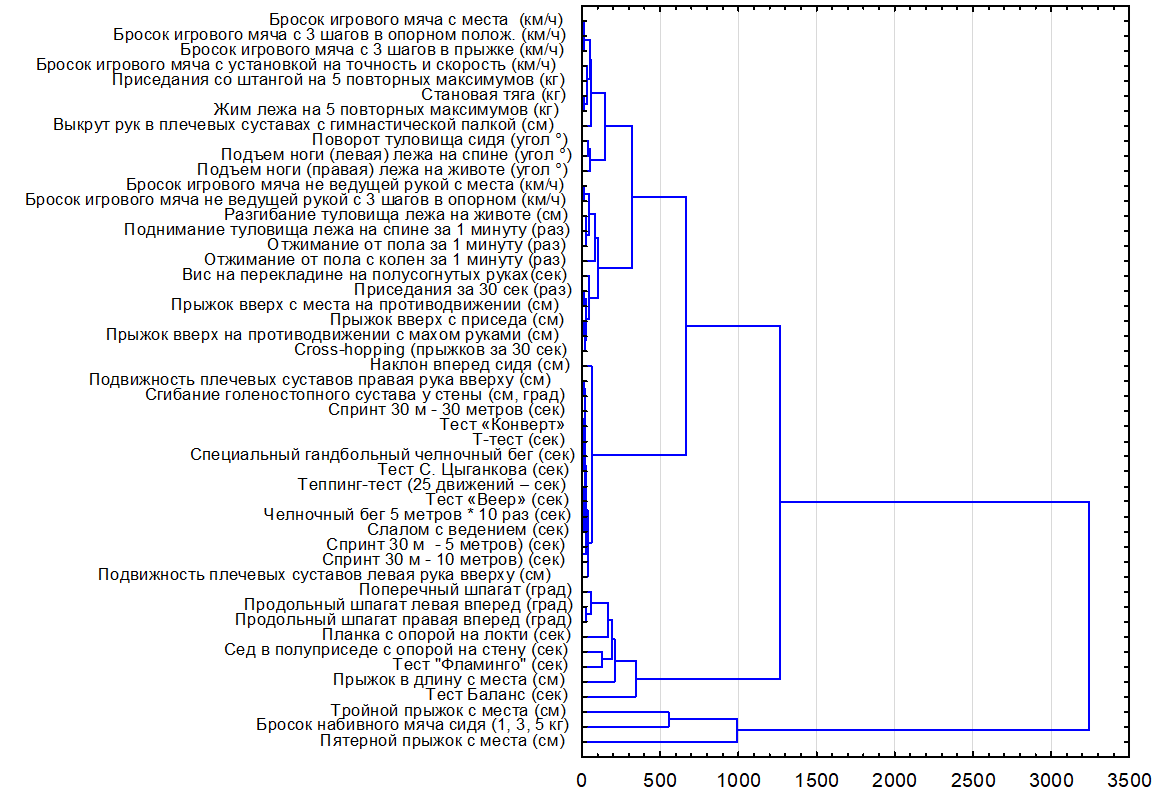 Бросок игрового мяча с места (км/ч)
Бросок игрового мяча с 3 шагов в опорном полож. (км/ч)
Бросок игрового мяча с 3 шагов в прыжке (км/ч)
Бросок игрового мяча с установкой на точность и скорость (км/ч)
Приседания со штангой на 5 повторных максимумов (кг)
Становая тяга (кг)
Жим лежа на 5 повторных максимумов (кг)
Выкрут рук в плечевых суставах с гимнастической палкой (см)
Поворот туловища сидя (угол °)
Подъем ноги (левая) лежа на спине (угол °)
Подъем ноги (правая) лежа на животе (угол °)
Бросок игрового мяча не ведущей рукой с места (км/ч)
Бросок игрового мяча не ведущей рукой с 3 шагов в опорном (км/ч)
Разгибание туловища лежа на животе (см)
Поднимание туловища лежа на спине за 1 минуту (раз)
Отжимание от пола за 1 минуту (раз)
Отжимание от пола с колен за 1 минуту (раз)
Вис на перекладине на полусогнутых руках(сек)
Приседания за 30 сек (раз)
Прыжок вверх с места на противодвижении (см)
Прыжок вверх с приседа (см)
Прыжок вверх на противодвижении с махом руками (см)
Cross-hopping (прыжков за 30 сек)
Наклон вперед сидя (см)
Подвижность плечевых суставов правая рука вверху (см)
Сгибание голеностопного сустава у стены (см, град)
Спринт 30 м - 30 метров (сек)
Тест «Конверт»
Т-тест (сек)
Специальный гандбольный челночный бег (сек)
Тест С. Цыганкова (сек)
Теппинг-тест (25 движений – сек)
Тест «Веер» (сек)
Челночный бег 5 метров * 10 раз (сек)
Слалом с ведением (сек)
Спринт 30 м - 5 метров) (сек)
Спринт 30 м - 10 метров) (сек)
Подвижность плечевых суставов левая рука вверху (см)
Поперечный шпагат (град)
Продольный шпагат левая вперед (град)
Продольный шпагат правая вперед (град)
Планка с опорой на локти (сек)
Сед в полуприседе с опорой на стену (сек)
Тест "Фламинго" (сек)
Прыжок в длину с места (см)
Тест Баланс (сек)
Тройной прыжок с места (см)
Бросок набивного мяча сидя (1, 3, 5 кг)
Пятерной прыжок с места (см)
0 500 1000 1500 2000 2500 3000 3500